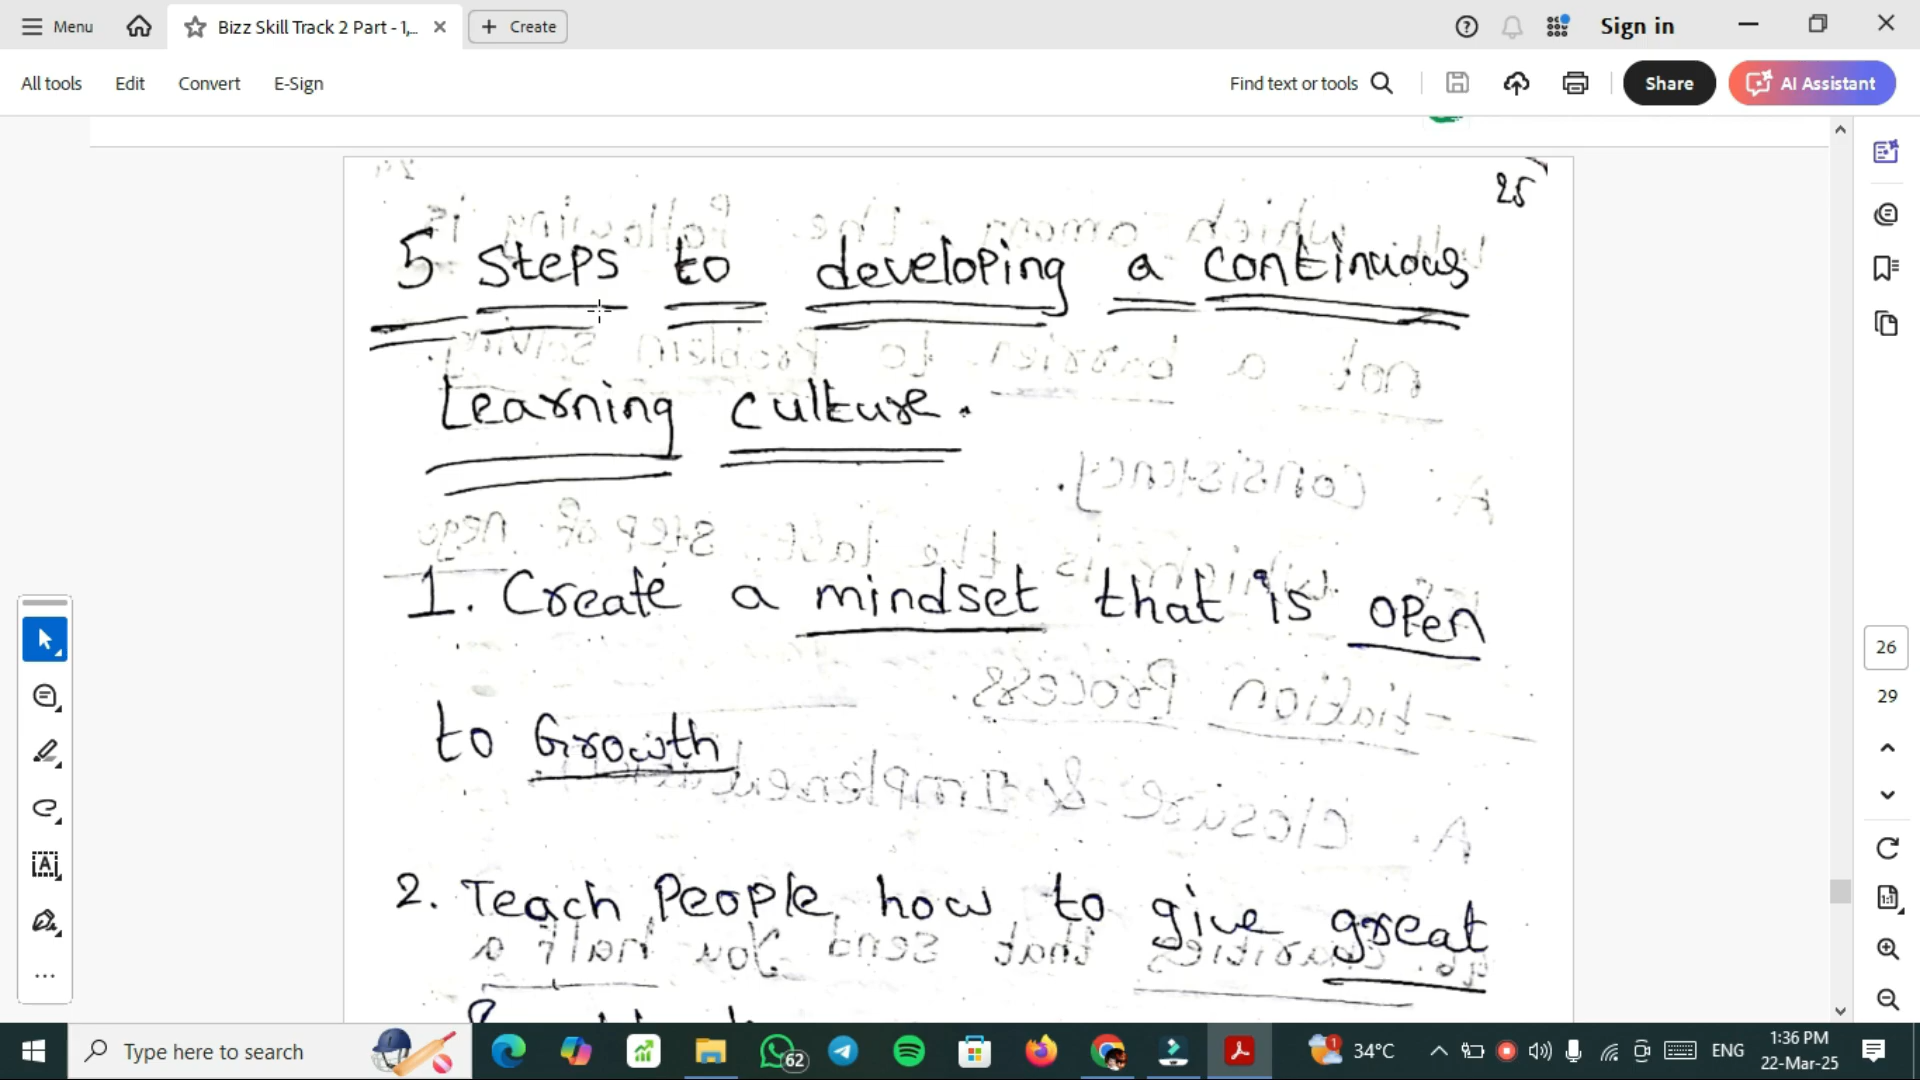 Menu
Bizz Skill Track 2 Part - 1,...
Create
Sign in
All tools
Edit
Convert
E-Sign
Find text or tools
Share
AI Assistant
25
5 Steps to developing a continuious
Learning culture.
1. Create a mindset that is open
to Growth
2. Teach People how to give great
26
29
Type here to search
62
1
34°C
ENG
1:36 PM
22-Mar-25